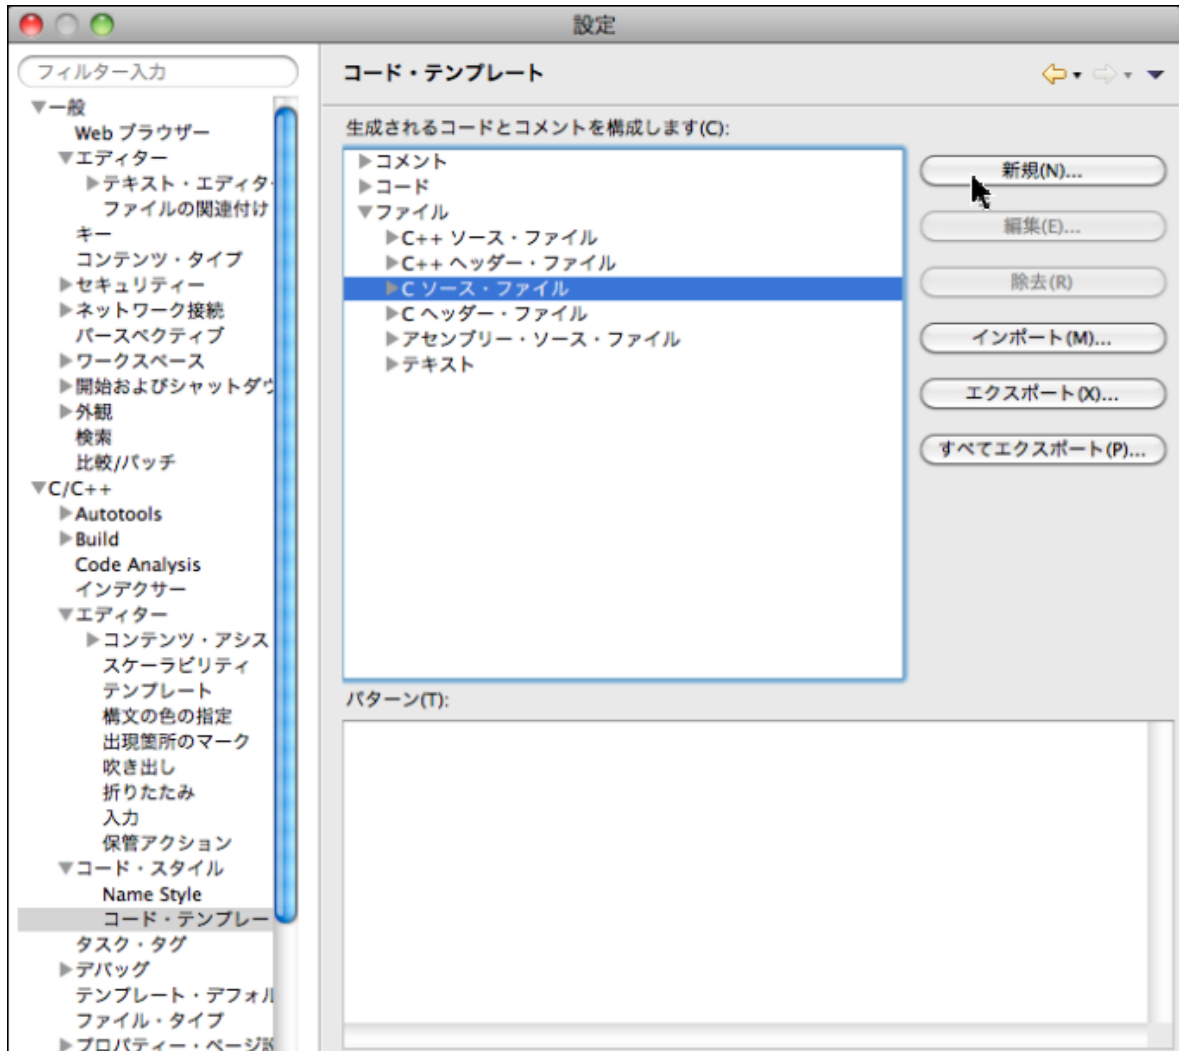 設定
フィルター入力
▼一般
Web ブラウザー
▼エディター
▶テキスト・エディタ
ファイルの関連付け
キー
コンテンツ・タイプ
▶セキュリティー
▶ネットワーク接続
パースペクティブ
▶ワークスペース
▶開始およびシャットダウ
▶外観
検索
比較/パッチ
▼C/C++
▶Autotools
▶Build
Code Analysis
インデクサー
▼エディター
▶コンテンツ・アシス
スケーラビリティ
テンプレート
構文の色の指定
出現箇所のマーク
吹き出し
折りたたみ
入力
保管アクション
▼コード・スタイル
Name Style
コード・テンプレー
タスク・タグ
▶デバッグ
テンプレート・デフォル
ファイル・タイプ
▶プロパティー・ページ設
コード・テンプレート
生成されるコードとコメントを構成します(C):
▶コメント
▶コード
▼ファイル
▶C++ ソース・ファイル
▶C++ ヘッダー・ファイル
▶C ソース・ファイル
▶C ヘッダー・ファイル
▶アセンブリー・ソース・ファイル
▶テキスト
新規(N)...
編集(E)...
除去(R)
インポート(M)...
エクスポート(X)...
すべてエクスポート(P)...
パターン(T):